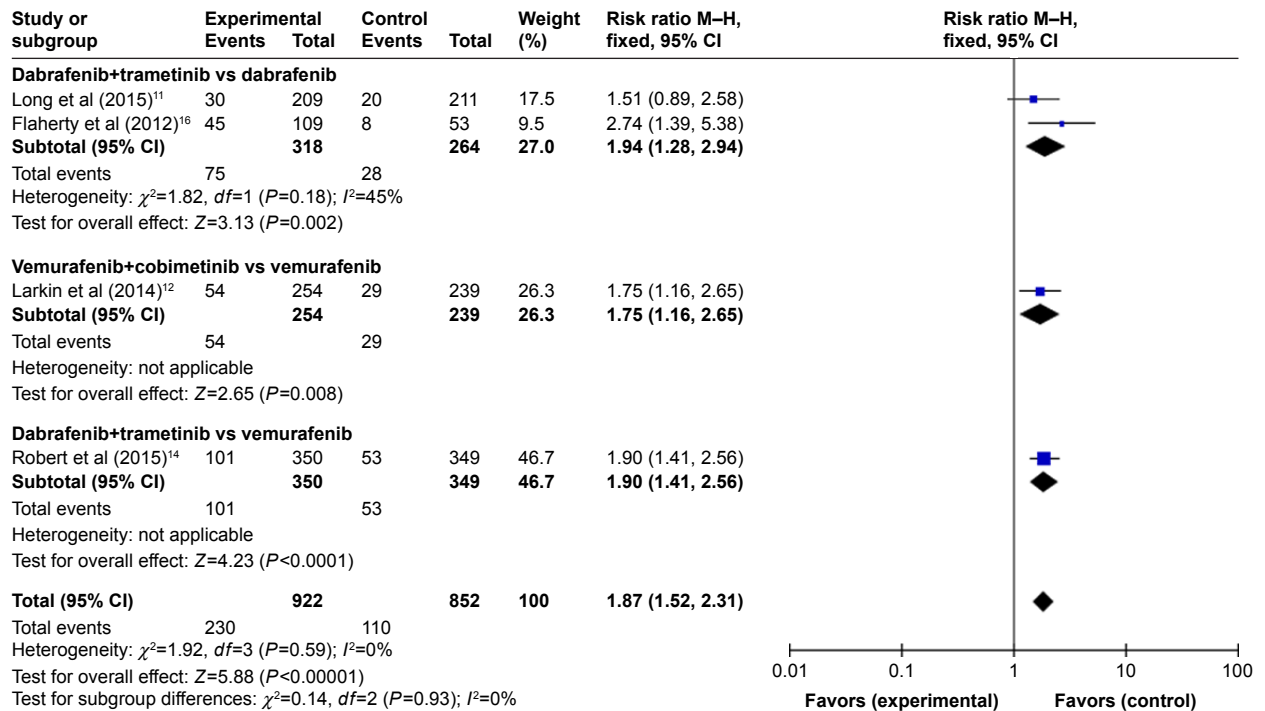 Study or subgroup Experimental Control Weight (%) Risk ratio M–H, fixed, 95% CI Risk ratio M–H, fixed, 95% CI
Events Total Events Total
Dabrafenib+trametinib vs dabrafenib
Long et al (2015)¹¹ 30 209 20 211 17.5 1.51 (0.89, 2.58)
Flaherty et al (2012)¹⁶ 45 109 8 53 9.5 2.74 (1.39, 5.38)
Subtotal (95% CI) 318 264 27.0 1.94 (1.28, 2.94)
Total events 75 28
Heterogeneity: χ²=1.82, df=1 (P=0.18); I²=45%
Test for overall effect: Z=3.13 (P=0.002)
Vemurafenib+cobimetinib vs vemurafenib
Larkin et al (2014)¹² 54 254 29 239 26.3 1.75 (1.16, 2.65)
Subtotal (95% CI) 254 239 26.3 1.75 (1.16, 2.65)
Total events 54 29
Heterogeneity: not applicable
Test for overall effect: Z=2.65 (P=0.008)
Dabrafenib+trametinib vs vemurafenib
Robert et al (2015)¹⁴ 101 350 53 349 46.7 1.90 (1.41, 2.56)
Subtotal (95% CI) 350 349 46.7 1.90 (1.41, 2.56)
Total events 101 53
Heterogeneity: not applicable
Test for overall effect: Z=4.23 (P<0.0001)
Total (95% CI) 922 852 100 1.87 (1.52, 2.31)
Total events 230 110
Heterogeneity: χ²=1.92, df=3 (P=0.59); I²=0%
Test for overall effect: Z=5.88 (P<0.00001)
Test for subgroup differences: χ²=0.14, df=2 (P=0.93); I²=0%
0.01 0.1 1 10 100
Favors (experimental) Favors (control)